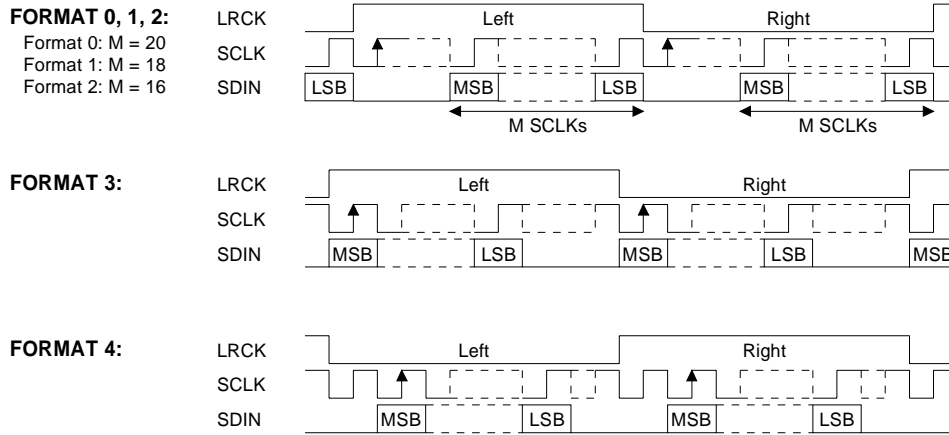 FORMAT 0, 1, 2:
Format 0: M = 20
Format 1: M = 18
Format 2: M = 16
LRCK Left Right
SCLK
SDIN LSB MSB LSB MSB LSB
M SCLKs M SCLKs
FORMAT 3:
LRCK Left Right
SCLK
SDIN MSB LSB MSB LSB MSB
FORMAT 4:
LRCK Left Right
SCLK
SDIN MSB LSB MSB LSB